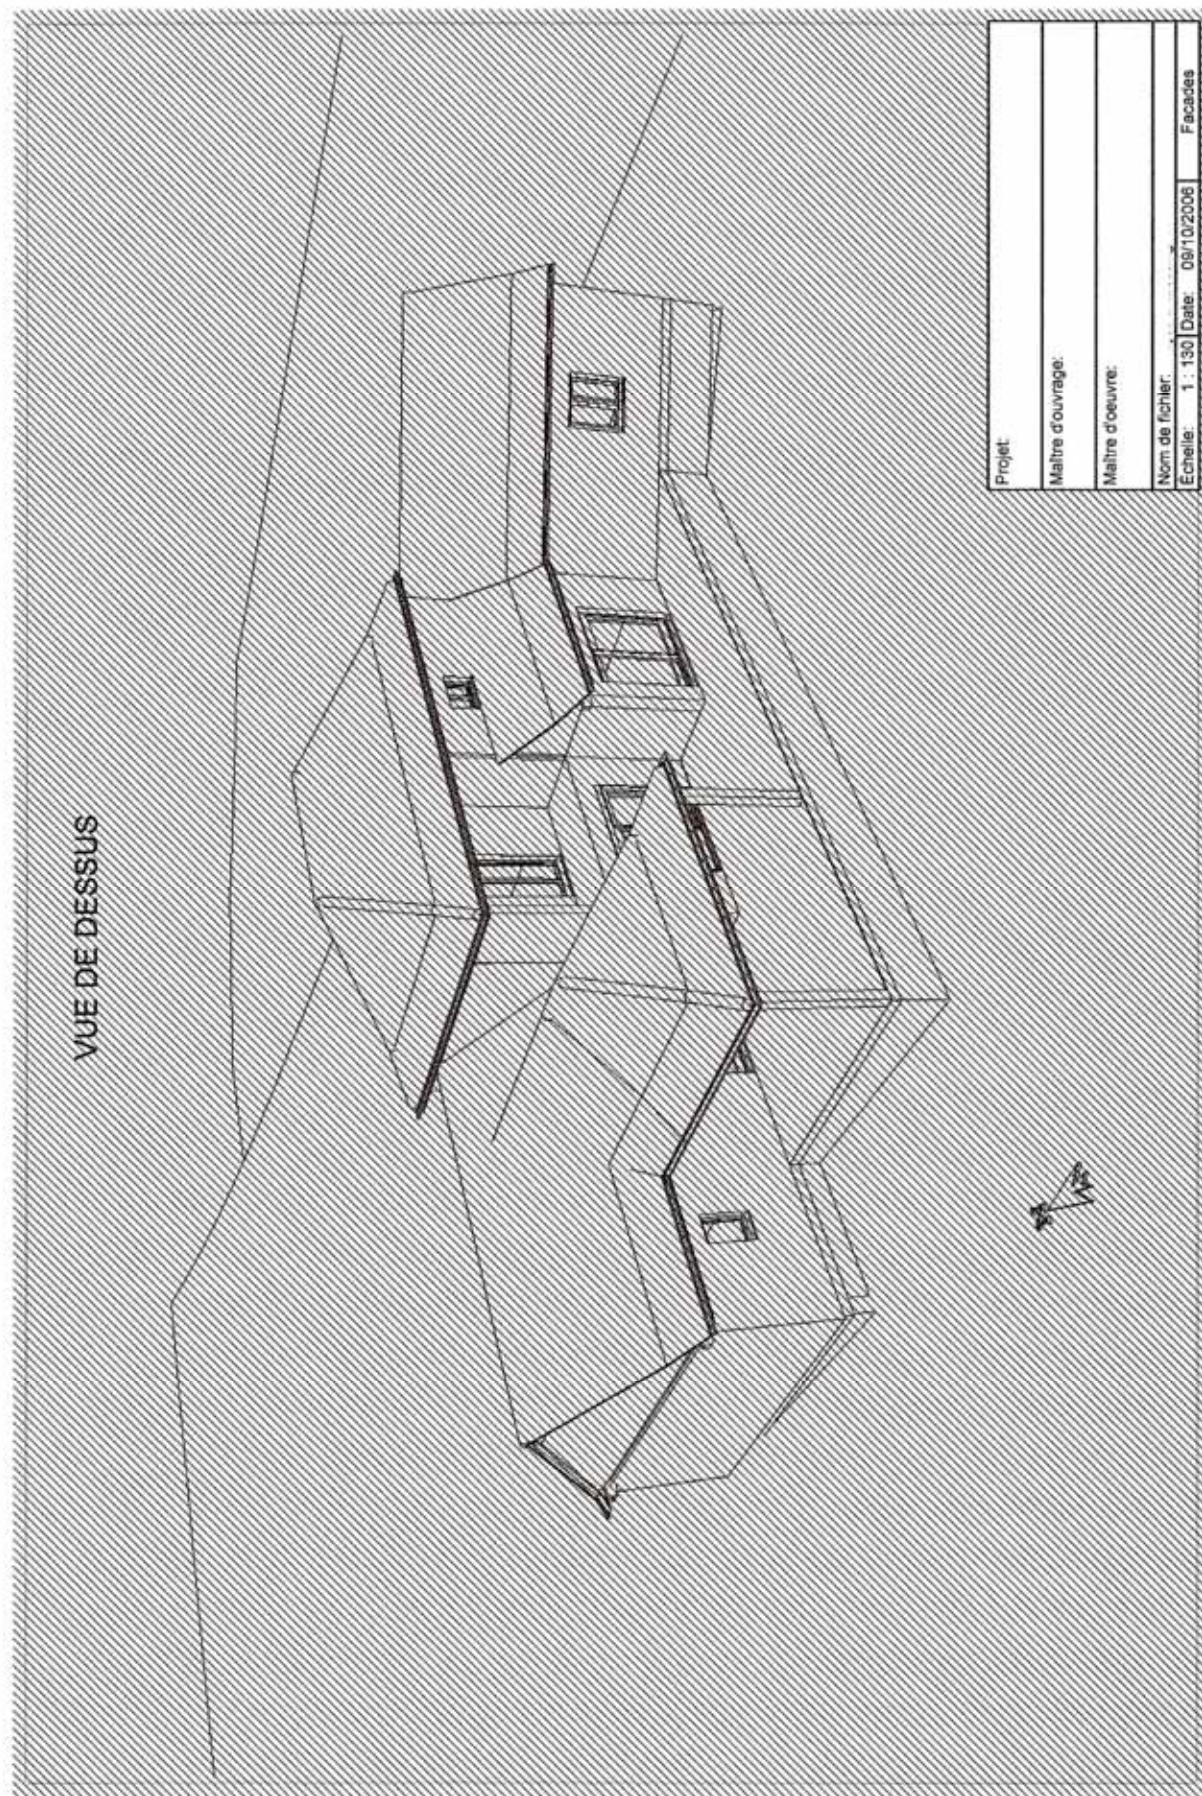 VUE DE DESSUS
Projet:
Maître d'ouvrage:
Maître d'oeuvre:
Nom de fichier:
Echelle: 1 : 130 Date: 09/10/2006 Facades